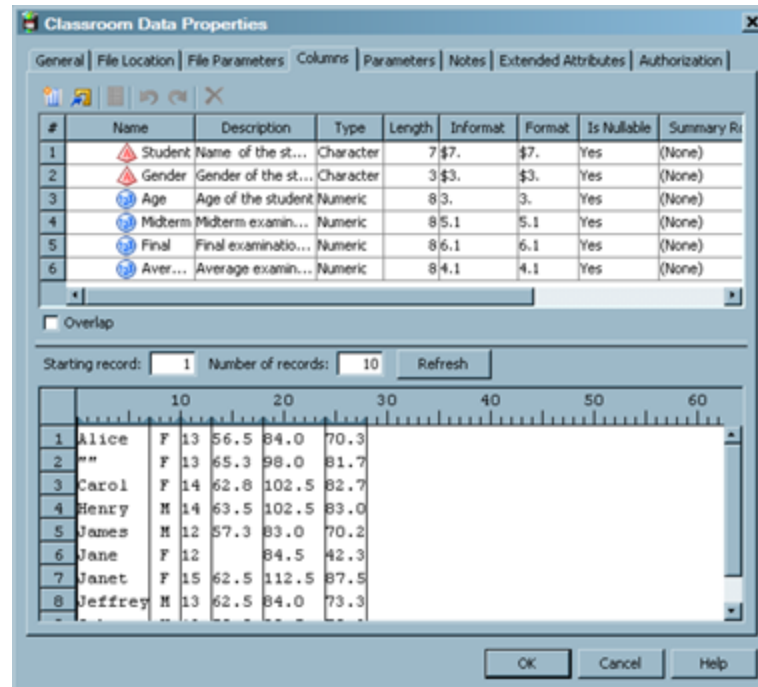 Classroom Data Properties
General File Location File Parameters Columns Parameters Notes Extended Attributes Authorization
# Name Description Type Length Informat Format Is Nullable Summary Ro
1 Student Name of the st... Character 7 $7. $7. Yes (None)
2 Gender Gender of the st... Character 3 $3. $3. Yes (None)
3 Age Age of the student Numeric 8 3. 3. Yes (None)
4 Midterm Midterm examin... Numeric 8 5.1 5.1 Yes (None)
5 Final Final examinatio... Numeric 8 6.1 6.1 Yes (None)
6 Aver... Average examin... Numeric 8 4.1 4.1 Yes (None)
Overlap
Starting record: 1 Number of records: 10 Refresh
10 20 30 40 50 60
1 Alice F 13 56.5 84.0 70.3
2 "" F 13 65.3 98.0 81.7
3 Carol F 14 62.8 102.5 82.7
4 Henry M 14 63.5 102.5 83.0
5 James M 12 57.3 83.0 70.2
6 Jane F 12 84.5 42.3
7 Janet F 15 62.5 112.5 87.5
8 Jeffrey M 13 62.5 84.0 73.3
OK Cancel Help